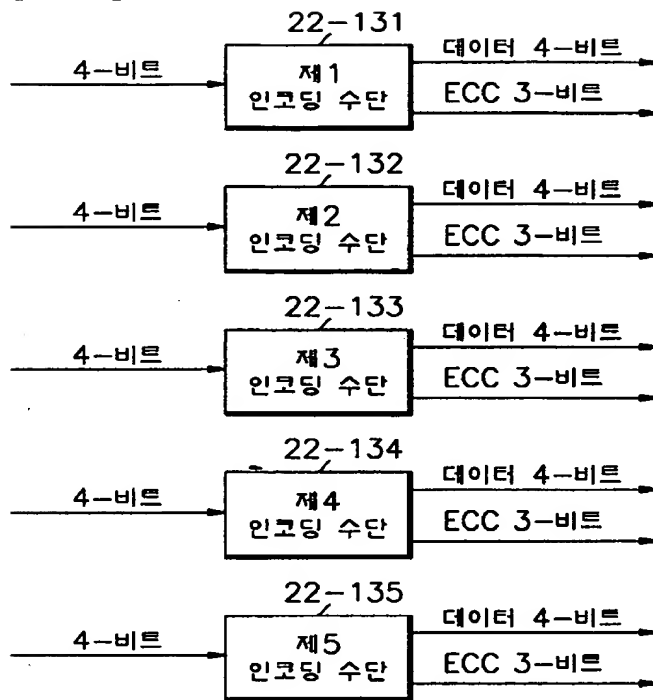 22-131
4-비트
제1
인코딩 수단
데이터 4-비트
ECC 3-비트
22-132
4-비트
제2
인코딩 수단
데이터 4-비트
ECC 3-비트
22-133
4-비트
제3
인코딩 수단
데이터 4-비트
ECC 3-비트
22-134
4-비트
제4
인코딩 수단
데이터 4-비트
ECC 3-비트
22-135
4-비트
제5
인코딩 수단
데이터 4-비트
ECC 3-비트